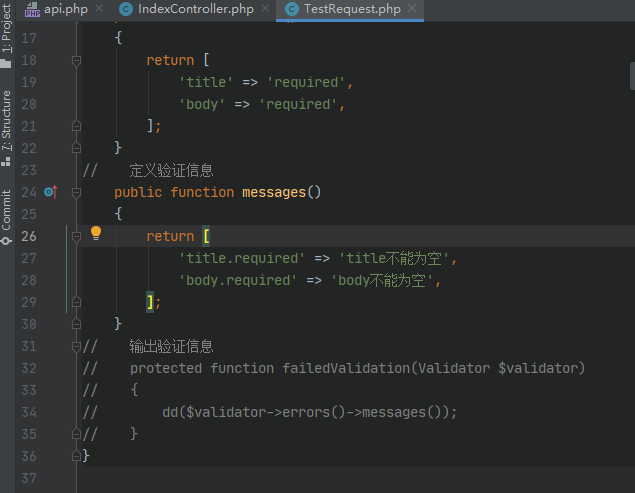 api.php
IndexController.php
TestRequest.php
1: Project
7: Structure
Commit
17 {
18 return [
19 'title' => 'required',
20 'body' => 'required',
21 ];
22 }
23 // 定义验证信息
24 public function messages()
25 {
26 return [
27 'title.required' => 'title不能为空',
28 'body.required' => 'body不能为空',
29 ];
30 }
31 // 输出验证信息
32 // protected function failedValidation(Validator $validator)
33 // {
34 // dd($validator->errors()->messages());
35 // }
36 }
37